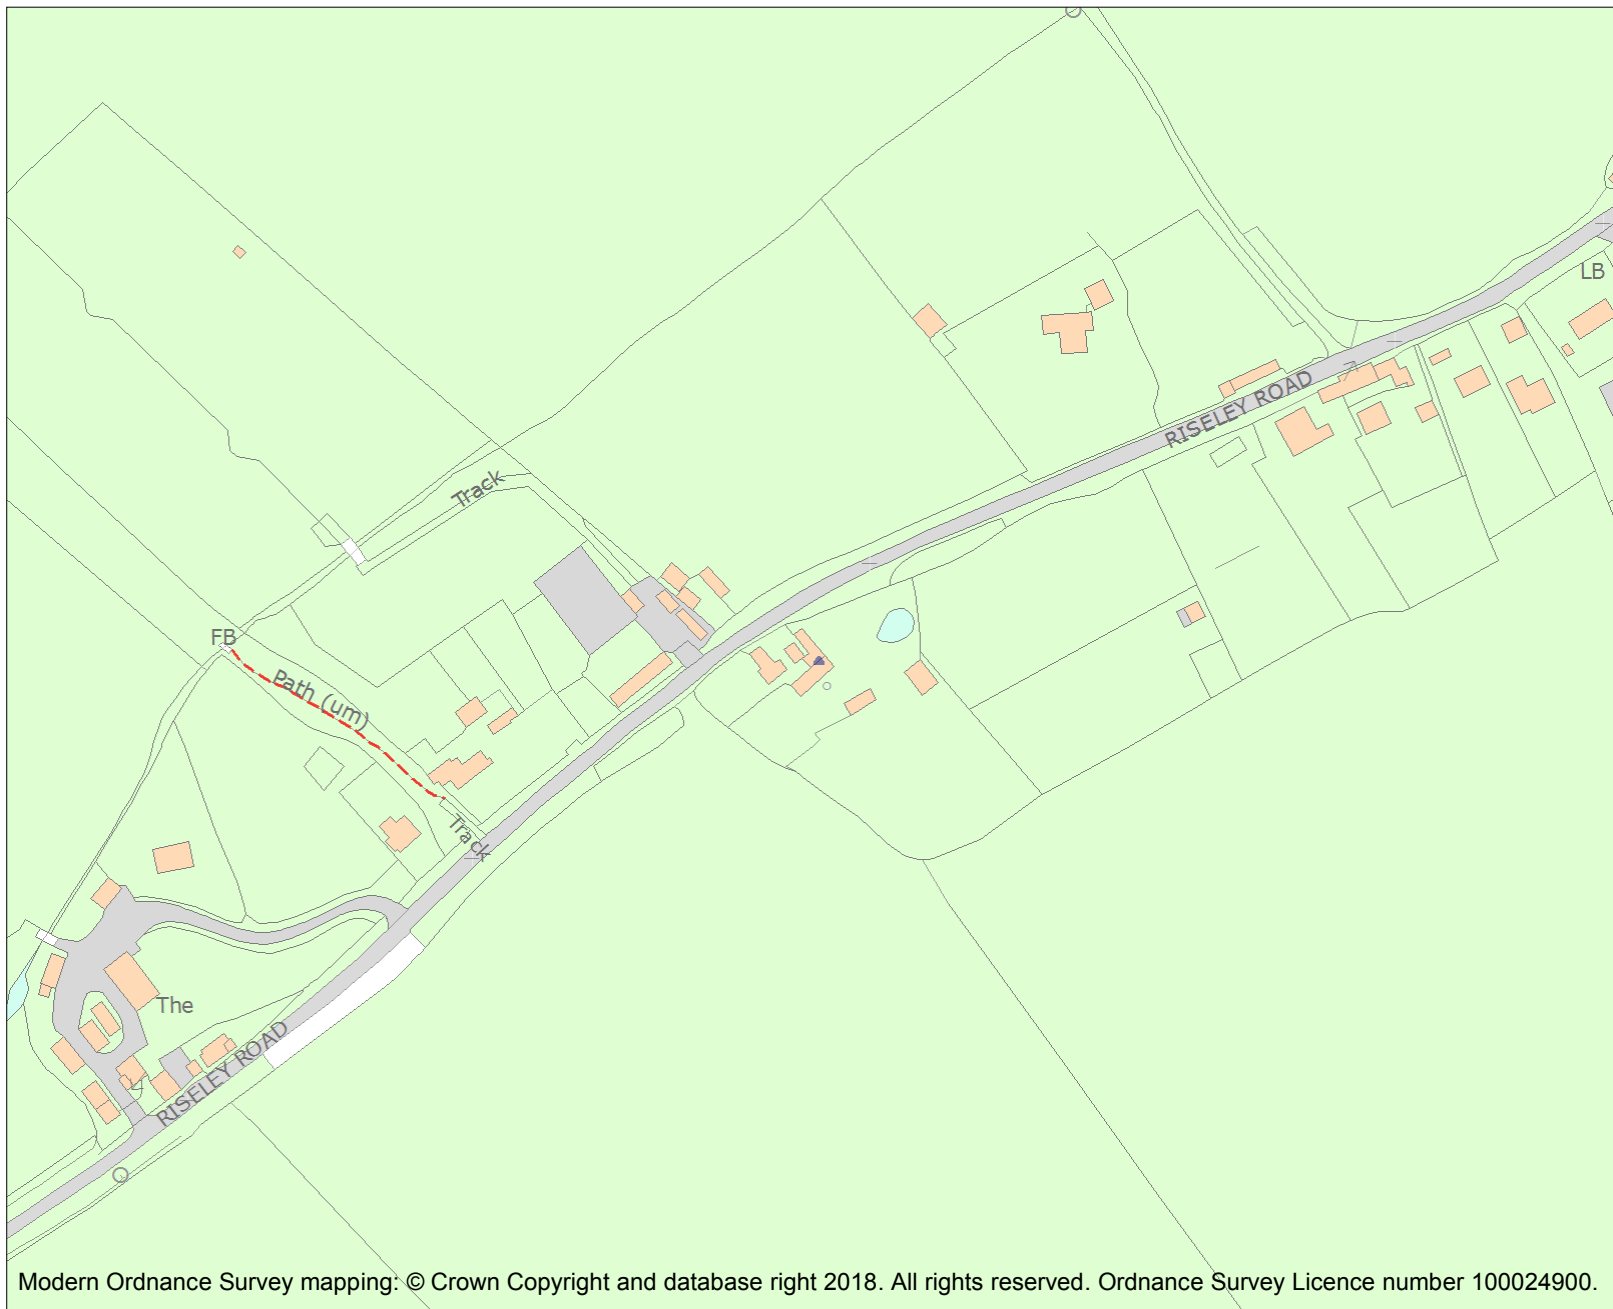 LB
RISELEY ROAD
Track
FB
Path (um)
Track
The
RISELEY ROAD
Modern Ordnance Survey mapping: © Crown Copyright and database right 2018. All rights reserved. Ordnance Survey Licence number 100024900.